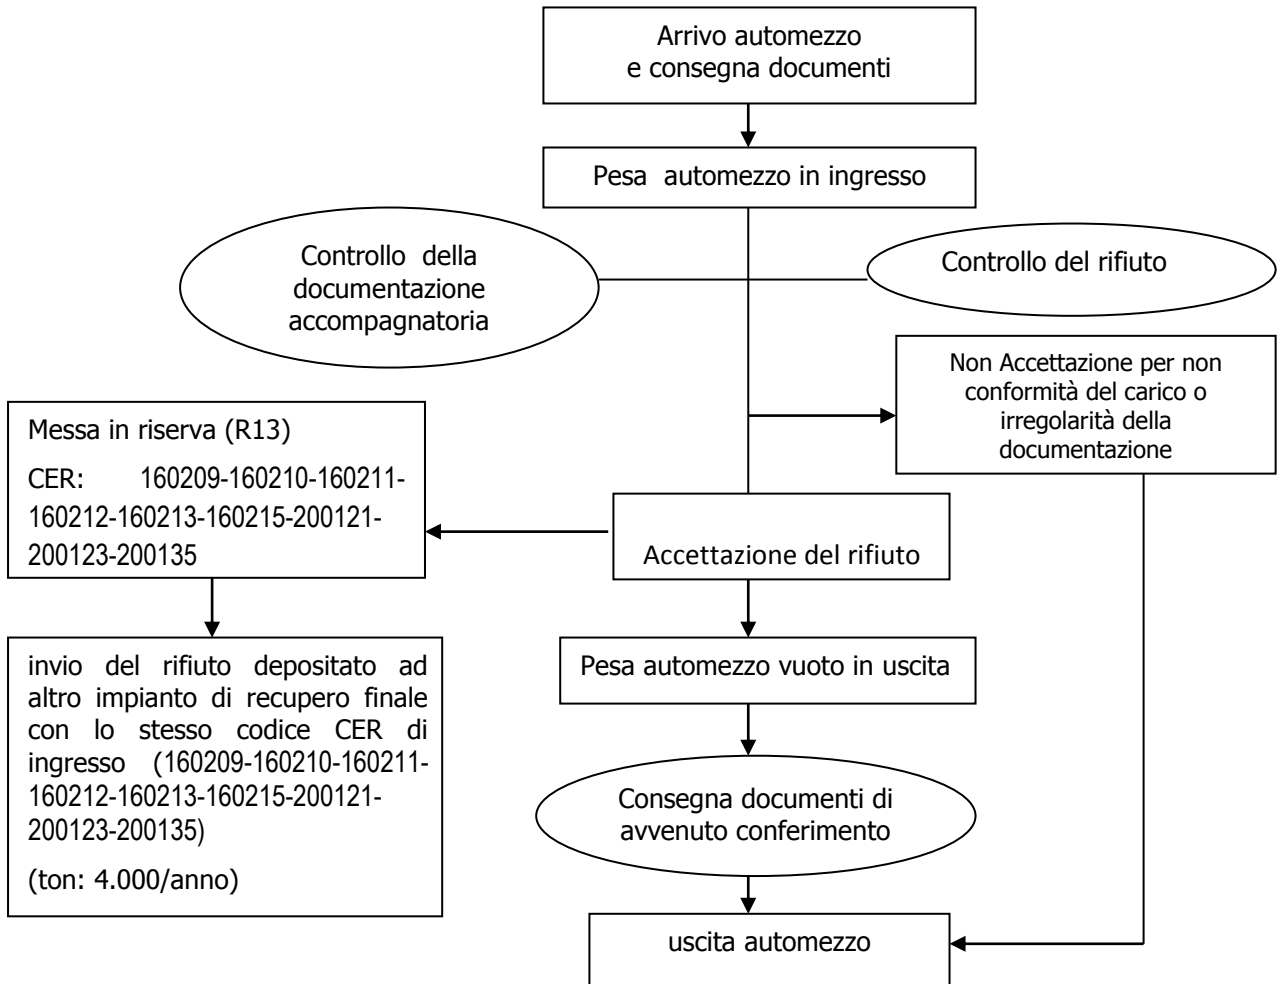 Arrivo automezzo
e consegna documenti
Pesa automezzo in ingresso
Controllo della
documentazione
accompagnatoria
Controllo del rifiuto
Non Accettazione per non
conformità del carico o
irregolarità della
documentazione
Messa in riserva (R13)
CER: 160209-160210-160211-
160212-160213-160215-200121-
200123-200135
Accettazione del rifiuto
invio del rifiuto depositato ad
altro impianto di recupero finale
con lo stesso codice CER di
ingresso (160209-160210-160211-
160212-160213-160215-200121-
200123-200135)
(ton: 4.000/anno)
Pesa automezzo vuoto in uscita
Consegna documenti di
avvenuto conferimento
uscita automezzo